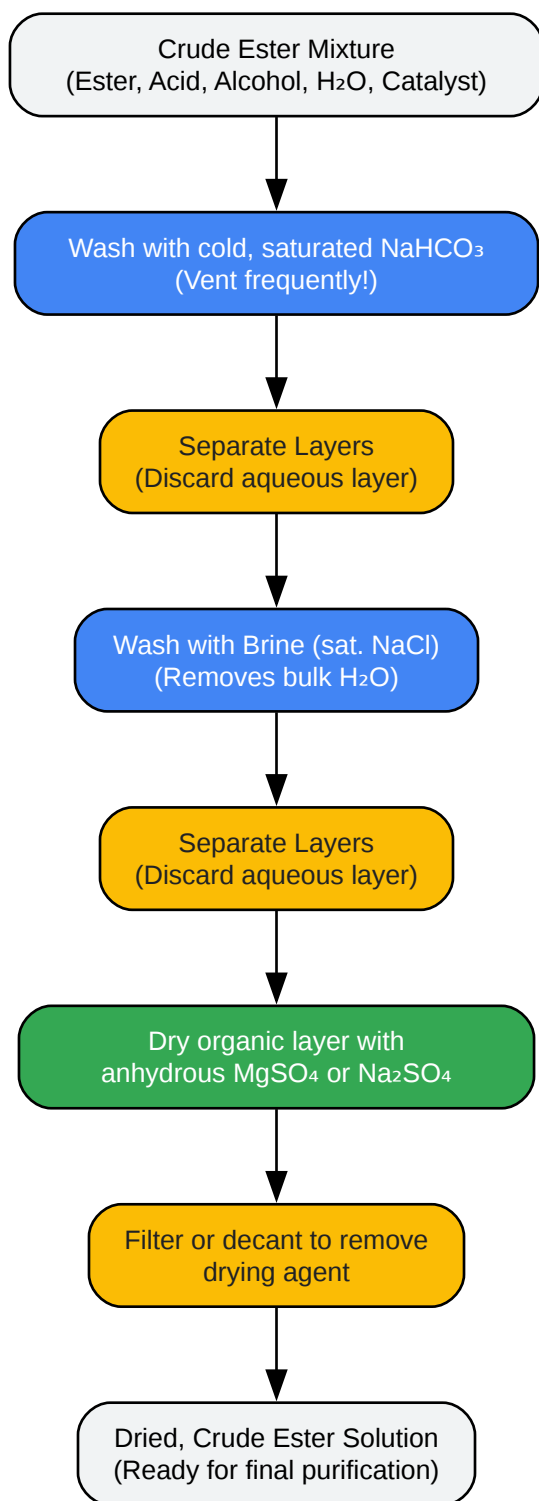 Crude Ester Mixture
(Ester, Acid, Alcohol, H₂O, Catalyst)
Wash with cold, saturated NaHCO₃
(Vent frequently!)
Separate Layers
(Discard aqueous layer)
Wash with Brine (sat. NaCl)
(Removes bulk H₂O)
Separate Layers
(Discard aqueous layer)
Dry organic layer with
anhydrous MgSO₄ or Na₂SO₄
Filter or decant to remove
drying agent
Dried, Crude Ester Solution
(Ready for final purification)